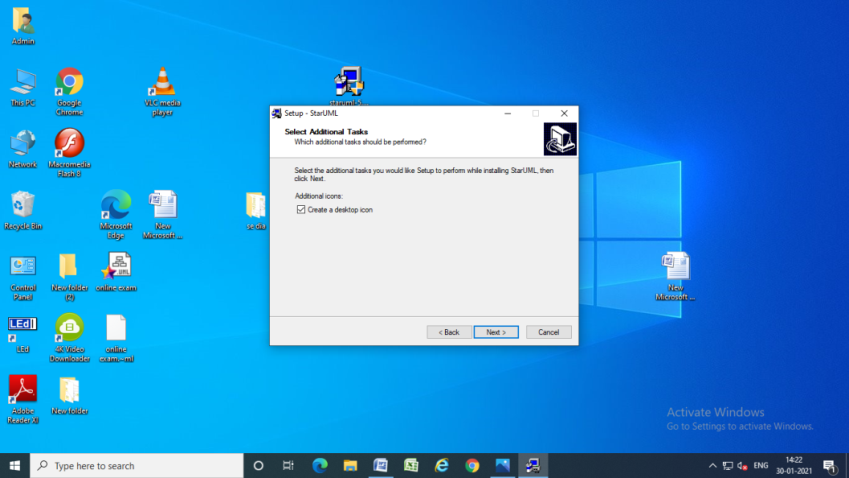 Admin
This PC
Google
Chrome
VLC media
player
Network
Macromedia
Flash 8
Recycle Bin
Microsoft
Edge
New
Microsoft ...
se.dia
Control
Panel
New folder
(2)
online exam
UML
LEd
LEd
4K Video
Downloader
online
exam.~ml
Adobe
Reader XI
New folder
Setup - StarUML
Select Additional Tasks
Which additional tasks should be performed?
Select the additional tasks you would like Setup to perform while installing StarUML, then
click Next.
Additional icons:
Create a desktop icon
< Back
Next >
Cancel
New
Microsoft ...
Activate Windows
Go to Settings to activate Windows.
Type here to search
ENG
14:22
30-01-2021
1